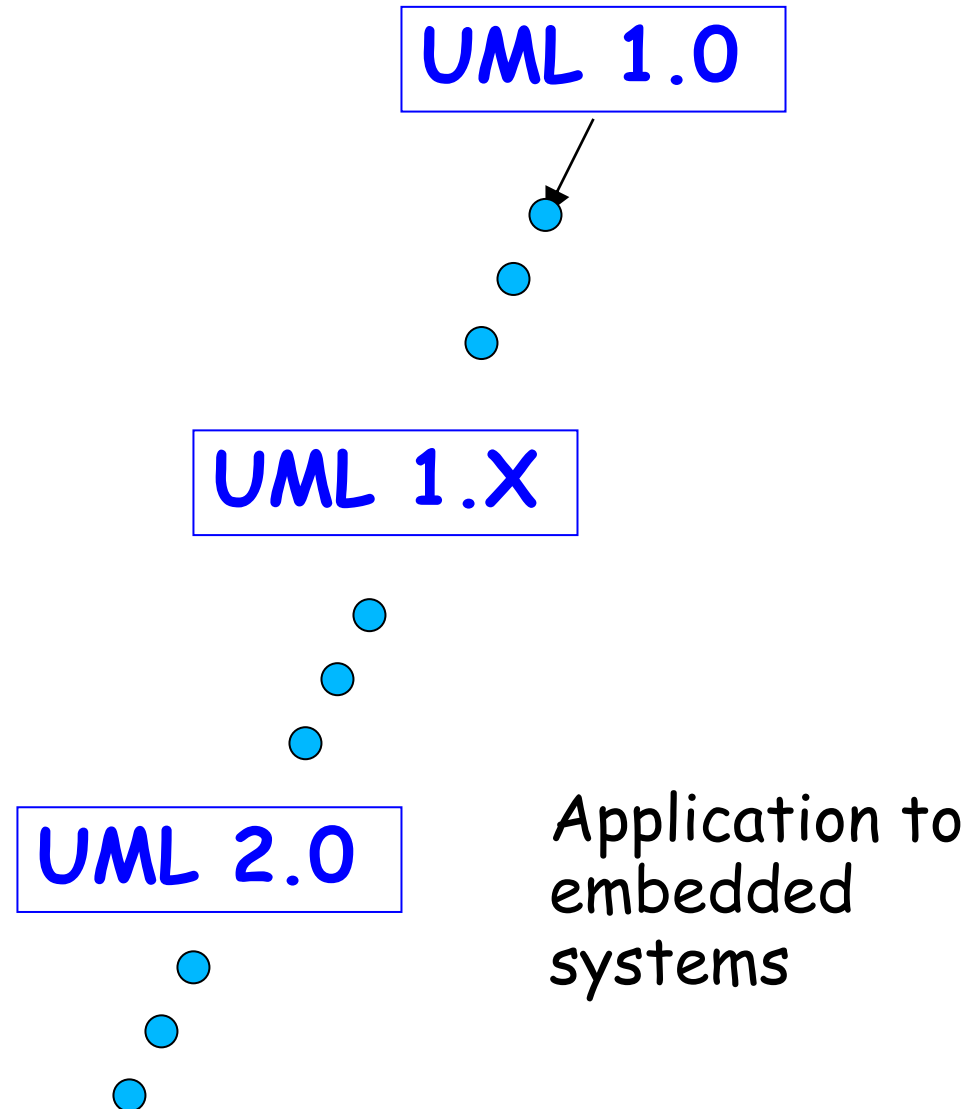 UML 1.0
UML 1.X
UML 2.0
Application to
embedded
systems